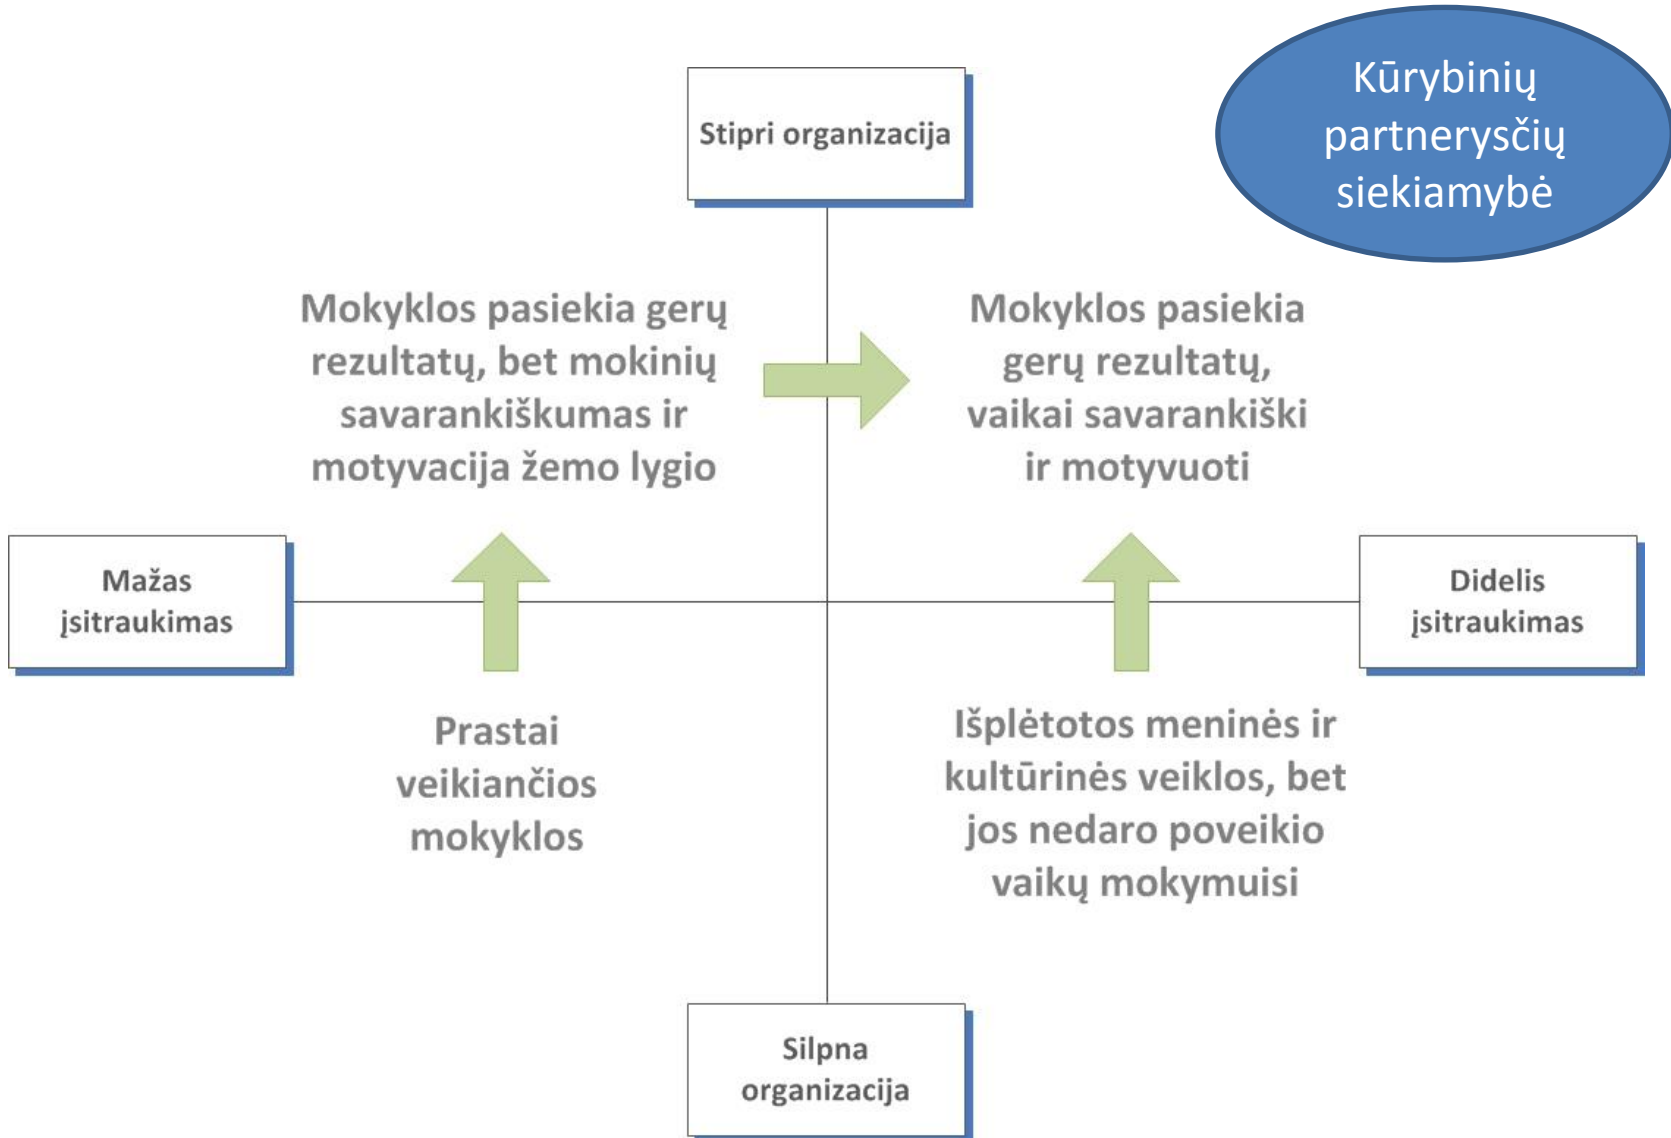 Kūrybinių
partnerysčių
siekiamybė
Stipri organizacija
Mokyklos pasiekia gerų
rezultatų, bet mokinių
savarankiškumas ir
motyvacija žemo lygio
Mokyklos pasiekia
gerų rezultatų,
vaikai savarankiški
ir motyvuoti
Mažas
įsitraukimas
Didelis
įsitraukimas
Prastai
veikiančios
mokyklos
Išplėtotos meninės ir
kultūrinės veiklos, bet
jos nedaro poveikio
vaikų mokymuisi
Silpna
organizacija